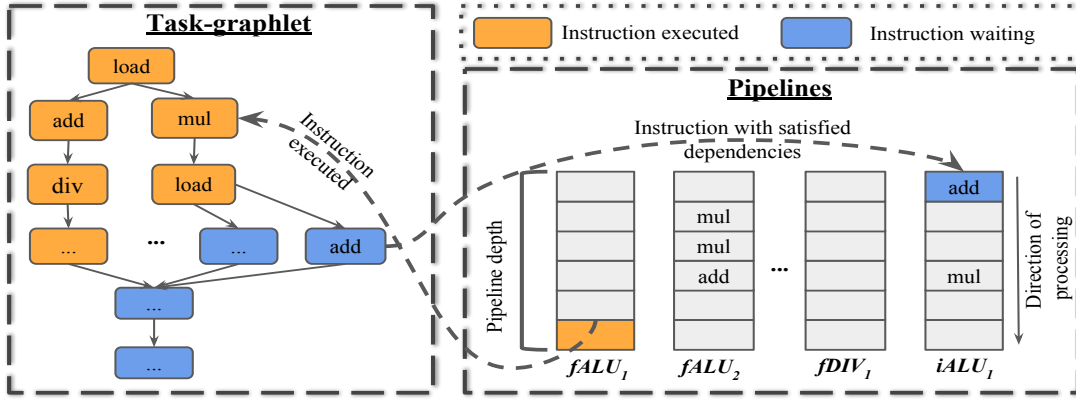 Task-graphlet
load
add
mul
div
load
...
...
...
add
...
...
Instruction
executed
Instruction executed
Instruction waiting
Pipelines
Instruction with satisfied
dependencies
Pipeline depth
mul
mul
add
...
add
mul
Direction of
processing
fALU1
fALU2
fDIV1
iALU1